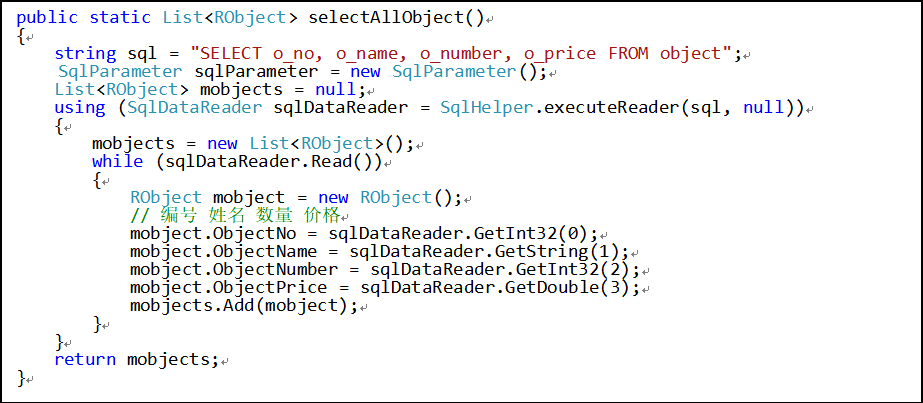 public static List<RObject> selectAllObject()↵
{↵
string sql = "SELECT o_no, o_name, o_number, o_price FROM object";↵
SqlParameter sqlParameter = new SqlParameter();↵
List<RObject> mobjects = null;↵
using (SqlDataReader sqlDataReader = SqlHelper.executeReader(sql, null))↵
{↵
mobjects = new List<RObject>();↵
while (sqlDataReader.Read())↵
{↵
RObject mobject = new RObject();↵
// 编号 姓名 数量 价格↵
mobject.ObjectNo = sqlDataReader.GetInt32(0);↵
mobject.ObjectName = sqlDataReader.GetString(1);↵
mobject.ObjectNumber = sqlDataReader.GetInt32(2);↵
mobject.ObjectPrice = sqlDataReader.GetDouble(3);↵
mobjects.Add(mobject);↵
}↵
}↵
return mobjects;↵
}↵